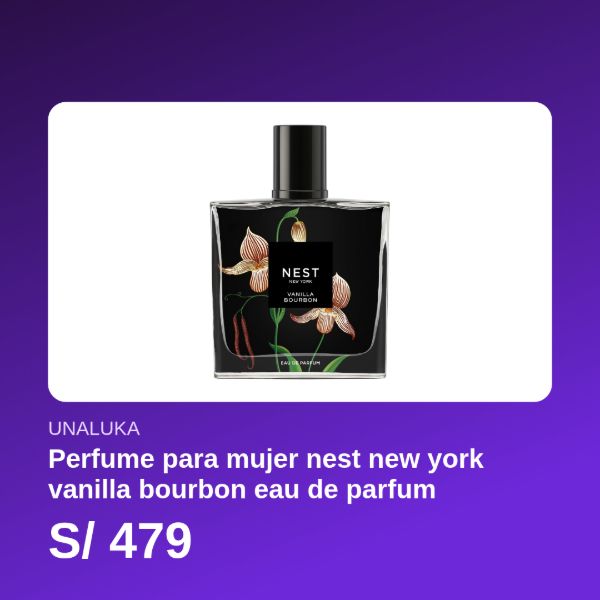 NEST
NEW YORK
VANILLA
BOURBON
EAU DE PARFUM
UNALUKA
Perfume para mujer nest new york
vanilla bourbon eau de parfum
S/ 479